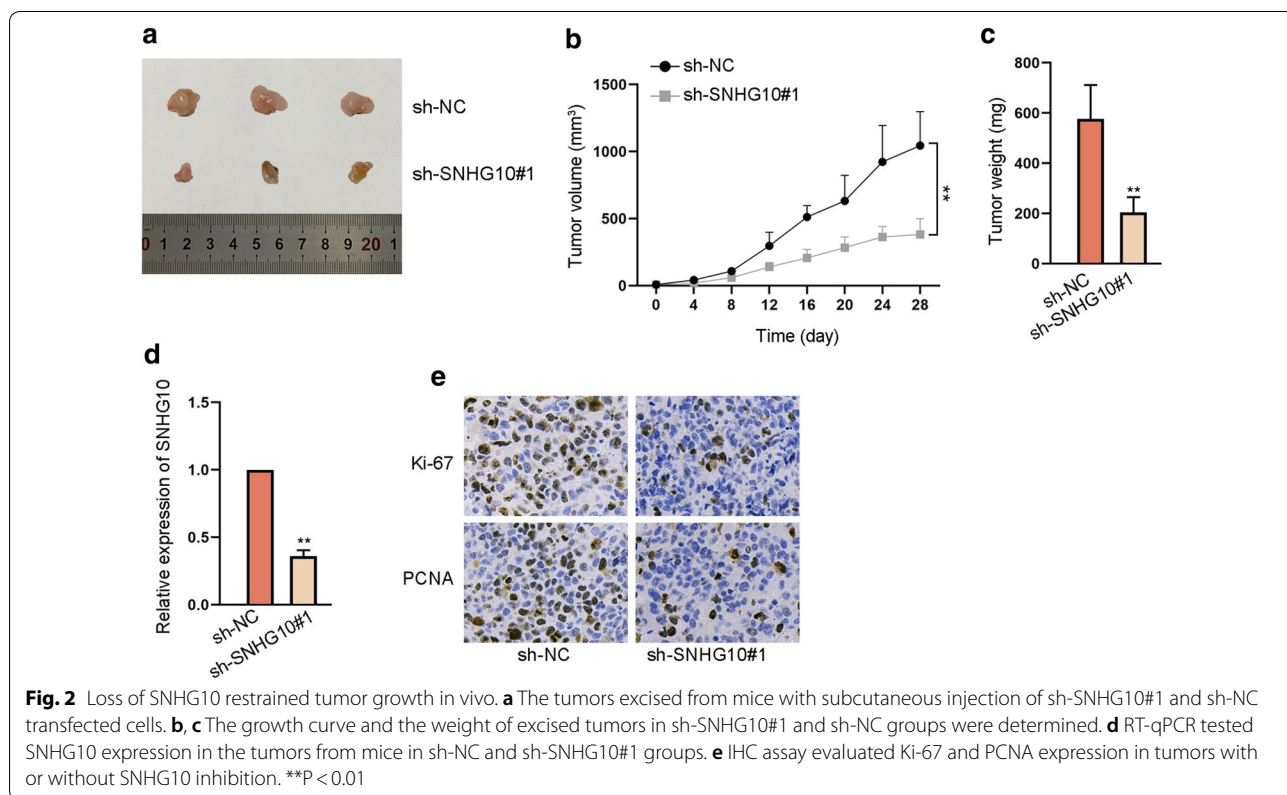 a
sh-NC
sh-SNHG10#1
0 1 2 3 4 5 6 7 8 9 20 1
b
sh-NC
sh-SNHG10#1
Tumor volume (mm³)
1500
1000
500
0
**
0 4 8 12 16 20 24 28
Time (day)
c
Tumor weight (mg)
800
600
400
200
0
**
sh-NC
sh-SNHG10#1
d
Relative expression of SNHG10
1.5
1.0
0.5
0.0
**
sh-NC
sh-SNHG10#1
e
Ki-67
PCNA
sh-NC sh-SNHG10#1
Fig. 2 Loss of SNHG10 restrained tumor growth in vivo. a The tumors excised from mice with subcutaneous injection of sh-SNHG10#1 and sh-NC
transfected cells. b, c The growth curve and the weight of excised tumors in sh-SNHG10#1 and sh-NC groups were determined. d RT-qPCR tested
SNHG10 expression in the tumors from mice in sh-NC and sh-SNHG10#1 groups. e IHC assay evaluated Ki-67 and PCNA expression in tumors with
or without SNHG10 inhibition. **P < 0.01